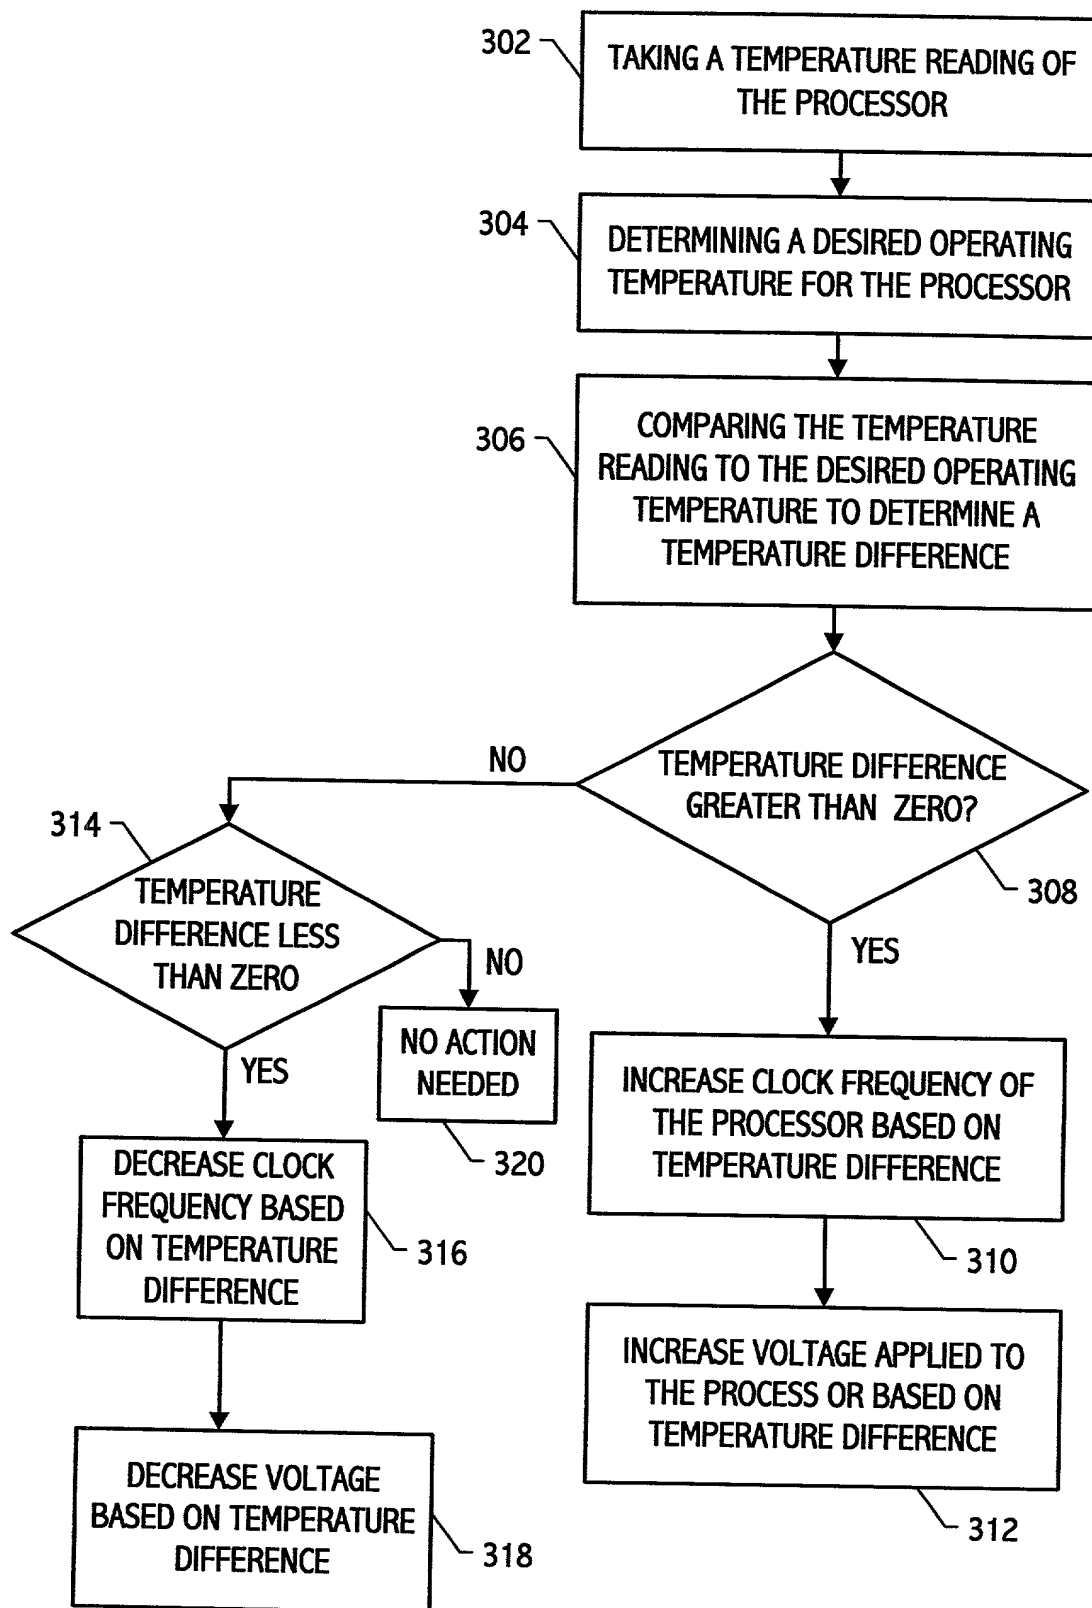 302
TAKING A TEMPERATURE READING OF
THE PROCESSOR
304
DETERMINING A DESIRED OPERATING
TEMPERATURE FOR THE PROCESSOR
306
COMPARING THE TEMPERATURE
READING TO THE DESIRED OPERATING
TEMPERATURE TO DETERMINE A
TEMPERATURE DIFFERENCE
TEMPERATURE DIFFERENCE
GREATER THAN ZERO?
308
NO
YES
314
TEMPERATURE
DIFFERENCE LESS
THAN ZERO
NO
NO ACTION
NEEDED
320
YES
DECREASE CLOCK
FREQUENCY BASED
ON TEMPERATURE
DIFFERENCE
316
DECREASE VOLTAGE
BASED ON TEMPERATURE
DIFFERENCE
318
INCREASE CLOCK FREQUENCY OF
THE PROCESSOR BASED ON
TEMPERATURE DIFFERENCE
310
INCREASE VOLTAGE APPLIED TO
THE PROCESS OR BASED ON
TEMPERATURE DIFFERENCE
312